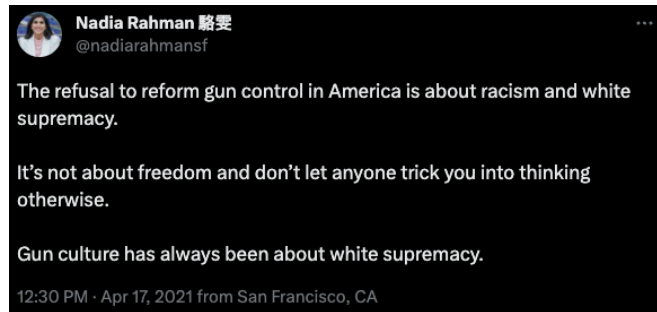 Nadia Rahman 駱雯
@nadiarahmansf
The refusal to reform gun control in America is about racism and white
supremacy.
It’s not about freedom and don’t let anyone trick you into thinking
otherwise.
Gun culture has always been about white supremacy.
12:30 PM · Apr 17, 2021 from San Francisco, CA